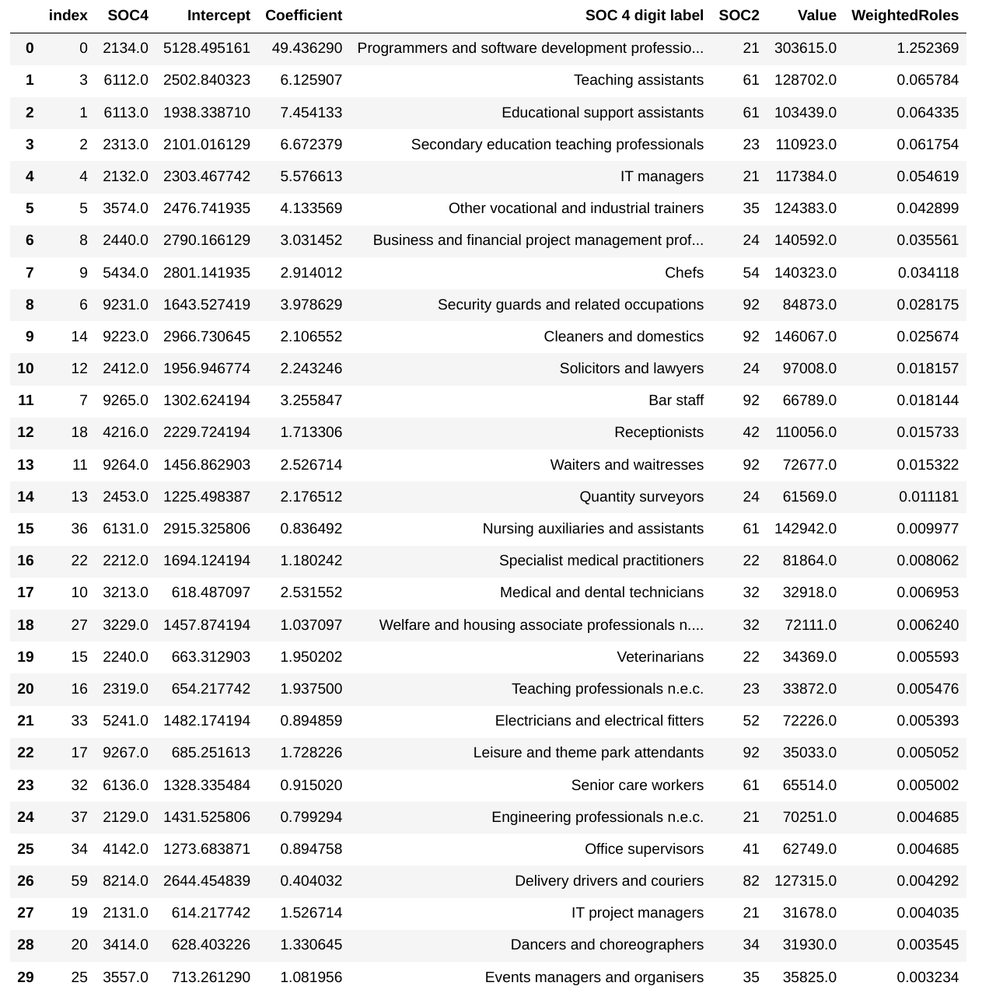 index SOC4 Intercept Coefficient SOC 4 digit label SOC2 Value WeightedRoles
0 0 2134.0 5128.495161 49.436290 Programmers and software development professio... 21 303615.0 1.252369
1 3 6112.0 2502.840323 6.125907 Teaching assistants 61 128702.0 0.065784
2 1 6113.0 1938.338710 7.454133 Educational support assistants 61 103439.0 0.064335
3 2 2313.0 2101.016129 6.672379 Secondary education teaching professionals 23 110923.0 0.061754
4 4 2132.0 2303.467742 5.576613 IT managers 21 117384.0 0.054619
5 5 3574.0 2476.741935 4.133569 Other vocational and industrial trainers 35 124383.0 0.042899
6 8 2440.0 2790.166129 3.031452 Business and financial project management prof... 24 140592.0 0.035561
7 9 5434.0 2801.141935 2.914012 Chefs 54 140323.0 0.034118
8 6 9231.0 1643.527419 3.978629 Security guards and related occupations 92 84873.0 0.028175
9 14 9223.0 2966.730645 2.106552 Cleaners and domestics 92 146067.0 0.025674
10 12 2412.0 1956.946774 2.243246 Solicitors and lawyers 24 97008.0 0.018157
11 7 9265.0 1302.624194 3.255847 Bar staff 92 66789.0 0.018144
12 18 4216.0 2229.724194 1.713306 Receptionists 42 110056.0 0.015733
13 11 9264.0 1456.862903 2.526714 Waiters and waitresses 92 72677.0 0.015322
14 13 2453.0 1225.498387 2.176512 Quantity surveyors 24 61569.0 0.011181
15 36 6131.0 2915.325806 0.836492 Nursing auxiliaries and assistants 61 142942.0 0.009977
16 22 2212.0 1694.124194 1.180242 Specialist medical practitioners 22 81864.0 0.008062
17 10 3213.0 618.487097 2.531552 Medical and dental technicians 32 32918.0 0.006953
18 27 3229.0 1457.874194 1.037097 Welfare and housing associate professionals n.... 32 72111.0 0.006240
19 15 2240.0 663.312903 1.950202 Veterinarians 22 34369.0 0.005593
20 16 2319.0 654.217742 1.937500 Teaching professionals n.e.c. 23 33872.0 0.005476
21 33 5241.0 1482.174194 0.894859 Electricians and electrical fitters 52 72226.0 0.005393
22 17 9267.0 685.251613 1.728226 Leisure and theme park attendants 92 35033.0 0.005052
23 32 6136.0 1328.335484 0.915020 Senior care workers 61 65514.0 0.005002
24 37 2129.0 1431.525806 0.799294 Engineering professionals n.e.c. 21 70251.0 0.004685
25 34 4142.0 1273.683871 0.894758 Office supervisors 41 62749.0 0.004685
26 59 8214.0 2644.454839 0.404032 Delivery drivers and couriers 82 127315.0 0.004292
27 19 2131.0 614.217742 1.526714 IT project managers 21 31678.0 0.004035
28 20 3414.0 628.403226 1.330645 Dancers and choreographers 34 31930.0 0.003545
29 25 3557.0 713.261290 1.081956 Events managers and organisers 35 35825.0 0.003234